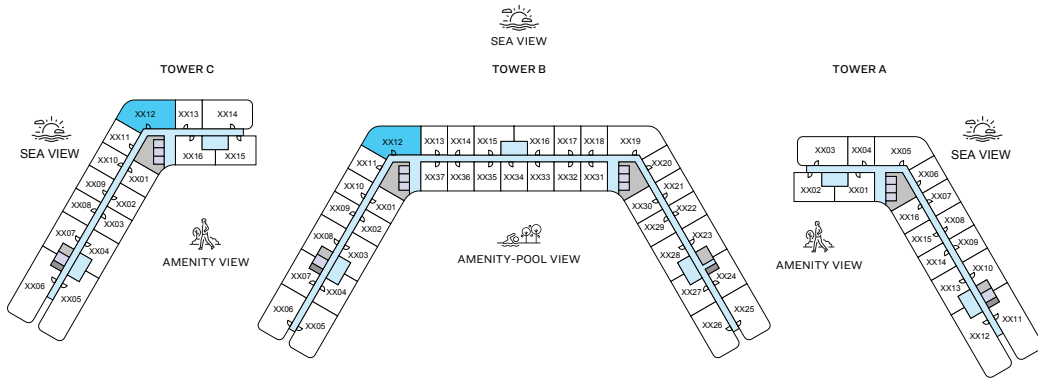 SEA VIEW
TOWER C
TOWER B
TOWER A
SEA VIEW
SEA VIEW
XX12
XX13
XX14
XX11
XX16
XX15
XX10
XX01
XX09
XX02
XX08
XX03
XX07
XX04
XX06
XX05
AMENITY VIEW
XX12
XX13
XX14
XX15
XX16
XX17
XX18
XX19
XX11
XX37
XX36
XX35
XX34
XX33
XX32
XX31
XX20
XX10
XX01
XX30
XX21
XX09
XX02
XX29
XX22
XX08
XX03
XX28
XX23
XX07
XX04
XX27
XX24
XX06
XX05
XX26
XX25
AMENITY-POOL VIEW
XX03
XX04
XX05
XX02
XX01
XX06
XX16
XX07
XX15
XX08
XX14
XX09
XX13
XX10
XX12
XX11
AMENITY VIEW